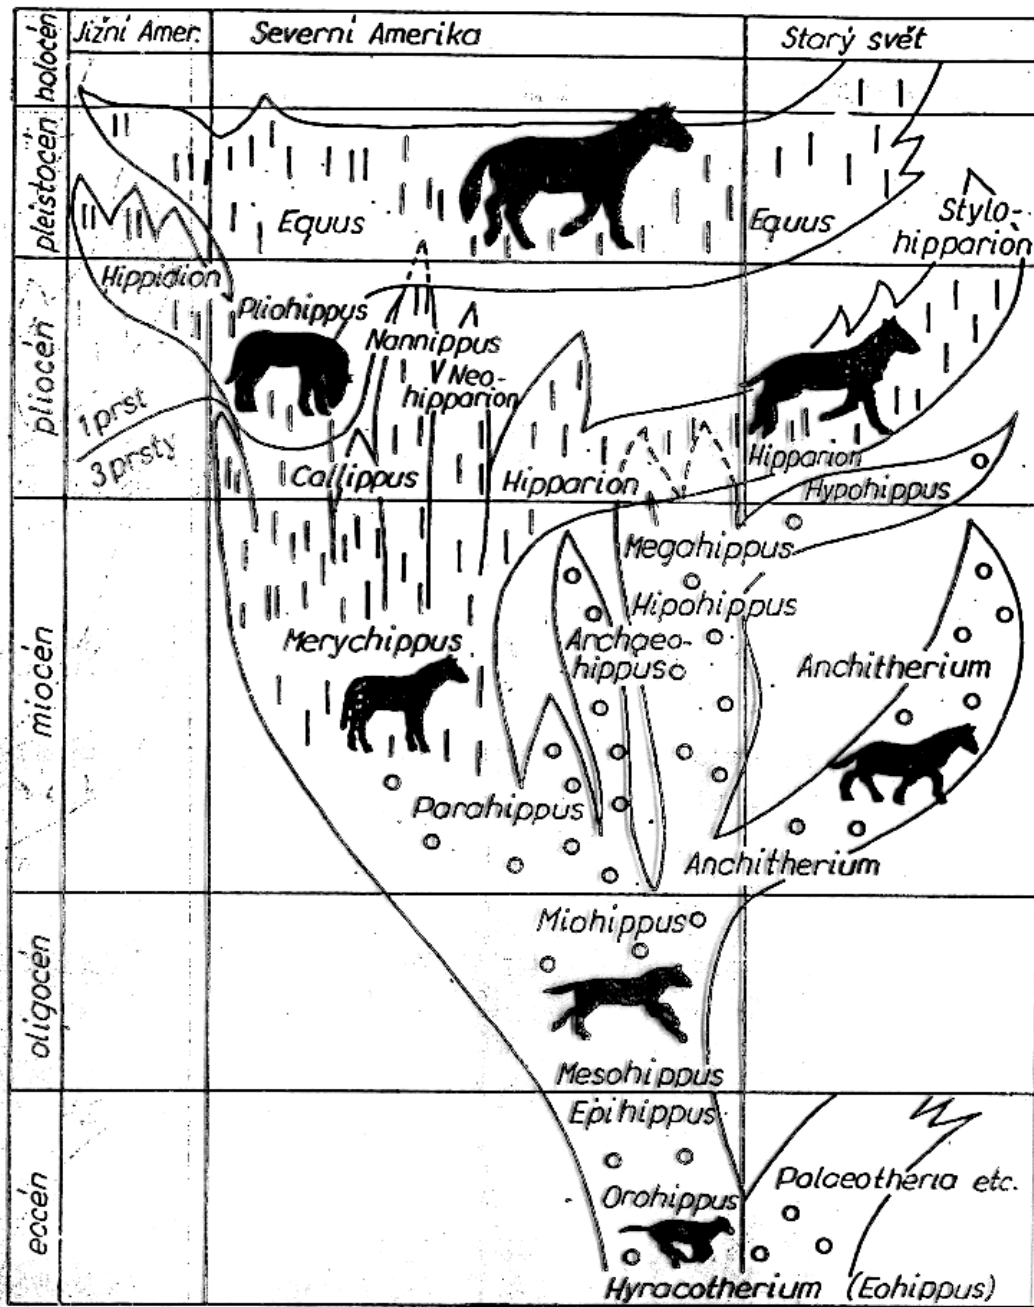 Jižní Amer.
Severní Amerika
Starý svět
holocén
pleistocén
pliocén
miocén
oligocén
eocén
Equus
Equus
Stylo-
hipparion
Hippidion
Pliohippus
Nannippus
Neo-
hipparion
1 prst
3 prsty
Callippus
Hipparion
Hipparion
Hypohippus
Megahippus
Hipohippus
Merychippus
Archaeo-
hippus
Anchitherium
Parahippus
Anchitherium
Miohippus
Mesohippus
Epihippus
Orohippus
Palaeotheria etc.
Hyracotherium (Eohippus)